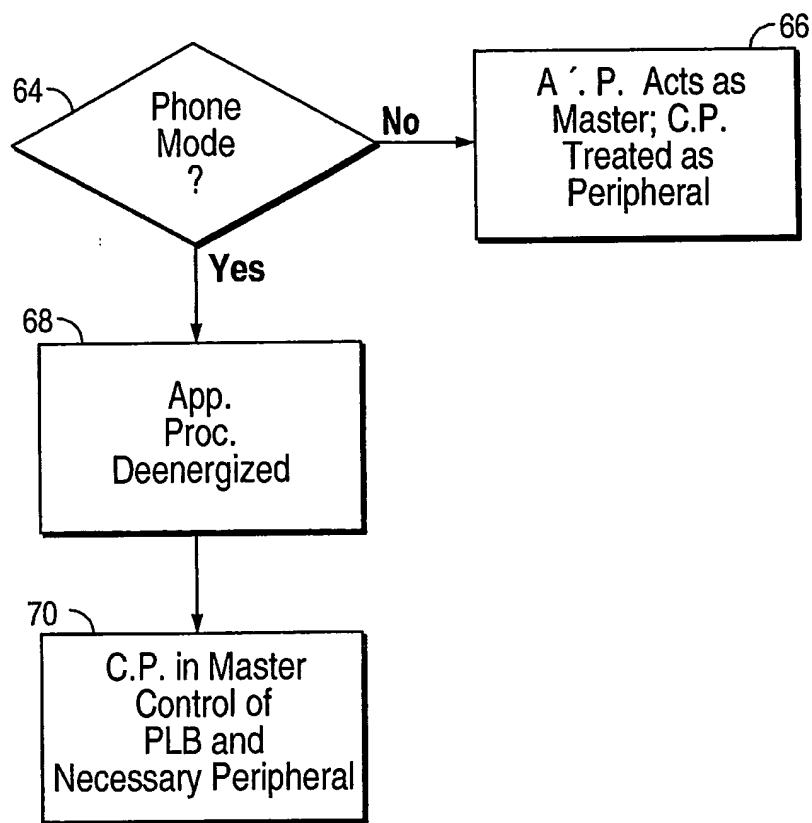 64
Phone
Mode
?
No
66
A ´. P. Acts as
Master; C.P.
Treated as
Peripheral
Yes
68
App.
Proc.
Deenergized
70
C.P. in Master
Control of
PLB and
Necessary Peripheral